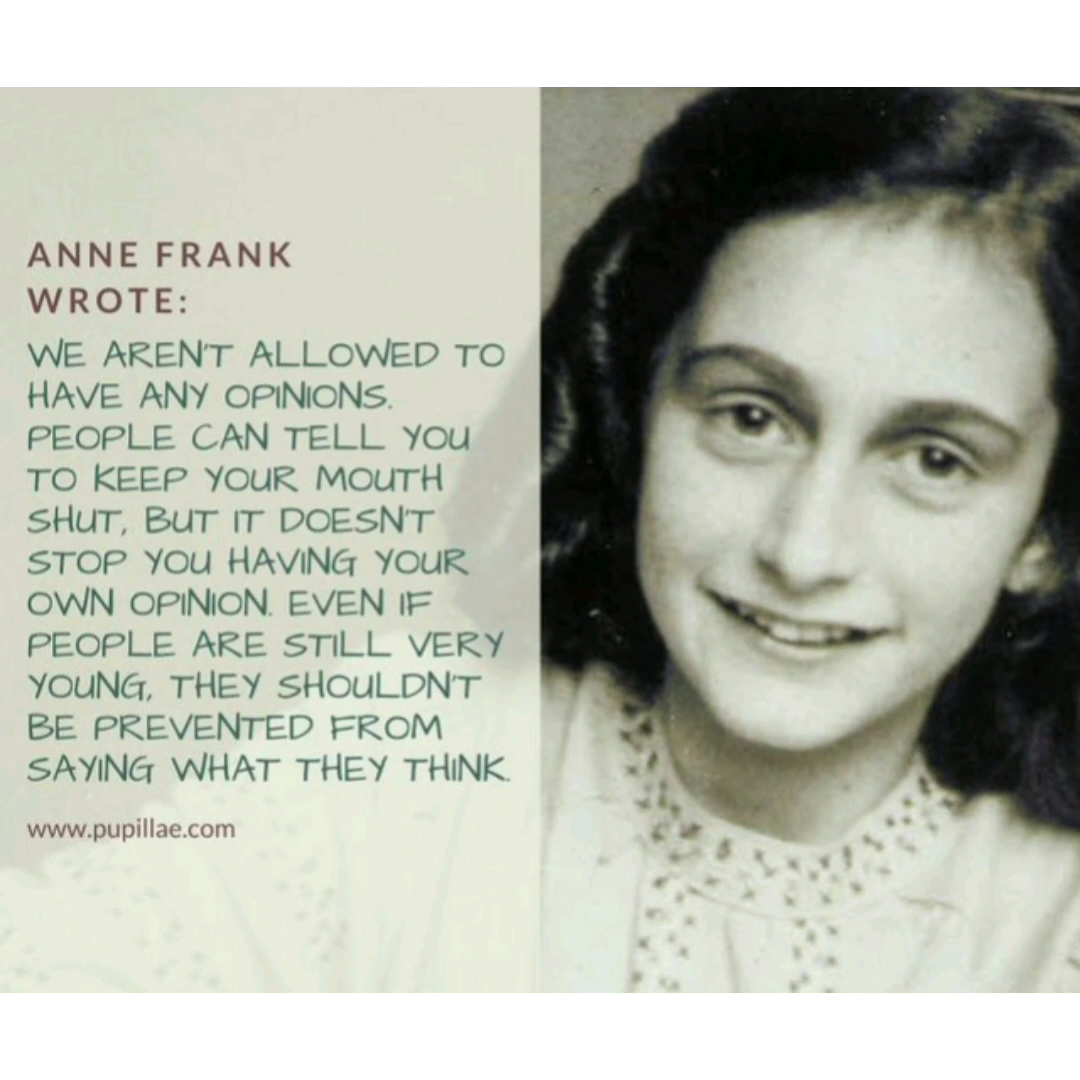 ANNE FRANK
WROTE:
WE AREN'T ALLOWED TO
HAVE ANY OPINIONS.
PEOPLE CAN TELL YOU
TO KEEP YOUR MOUTH
SHUT, BUT IT DOESN'T
STOP YOU HAVING YOUR
OWN OPINION. EVEN IF
PEOPLE ARE STILL VERY
YOUNG, THEY SHOULDN'T
BE PREVENTED FROM
SAYING WHAT THEY THINK.
www.pupillae.com